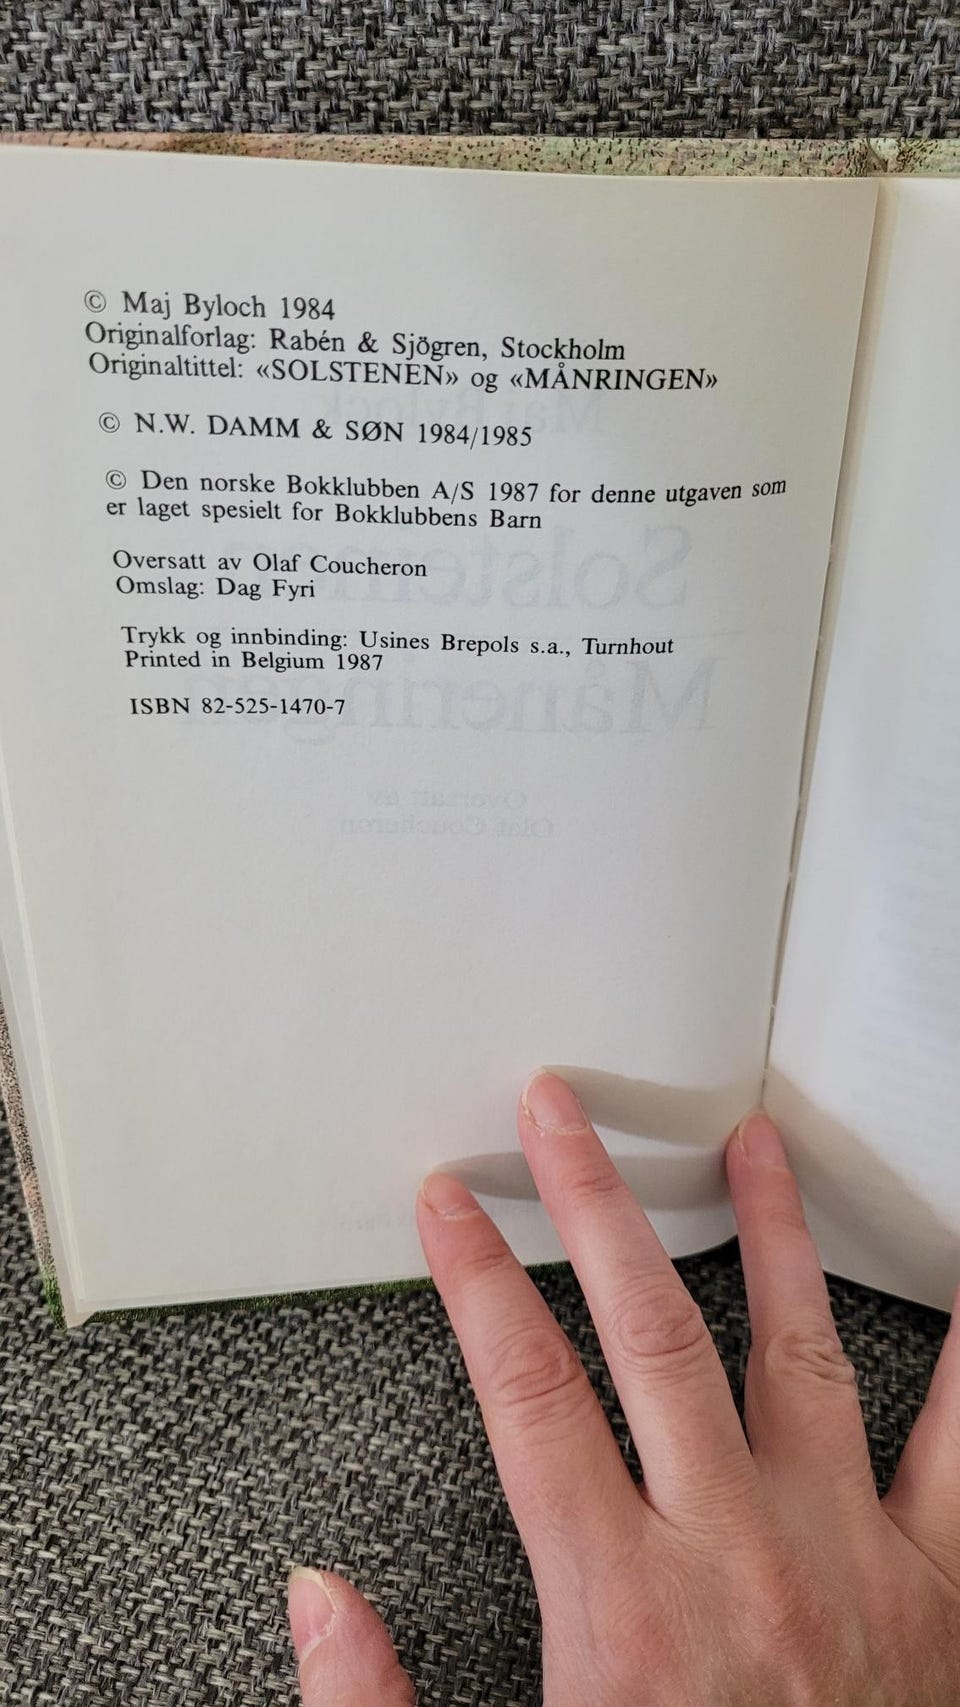 © Maj Byloch 1984
Originalforlag: Rabén & Sjögren, Stockholm
Originaltittel: «SOLSTENEN» og «MÅNRINGEN»
© N.W. DAMM & SØN 1984/1985
© Den norske Bokklubben A/S 1987 for denne utgaven som
er laget spesielt for Bokklubbens Barn
Oversatt av Olaf Coucheron
Omslag: Dag Fyri
Trykk og innbinding: Usines Brepols s.a., Turnhout
Printed in Belgium 1987
ISBN 82-525-1470-7